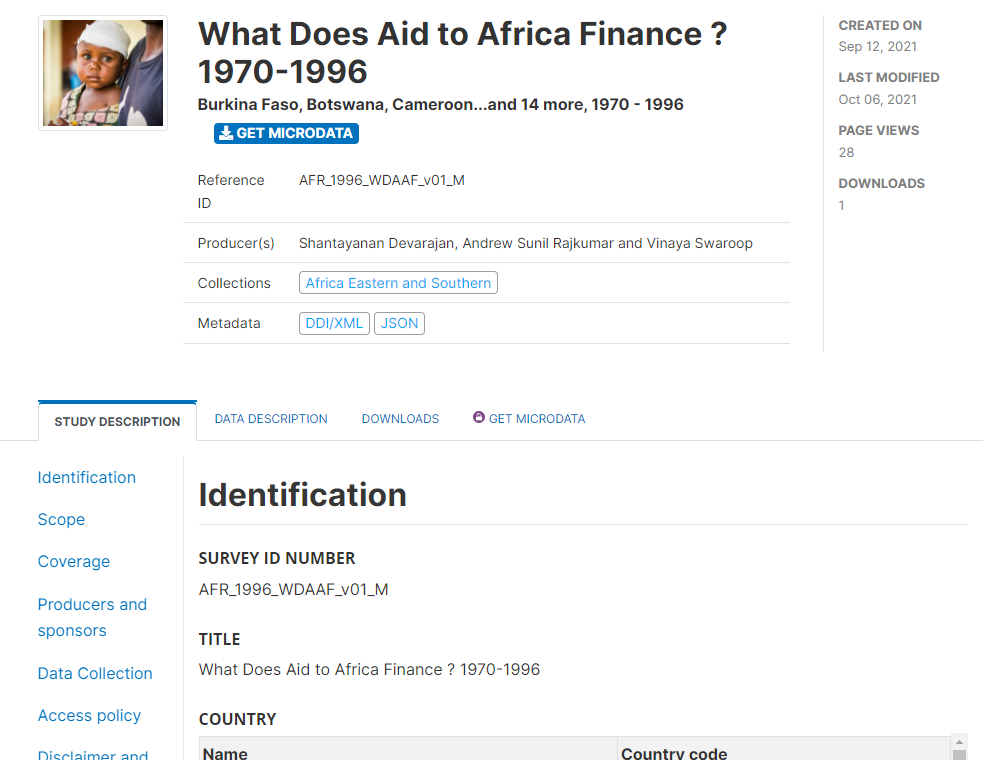 What Does Aid to Africa Finance ?
1970-1996
Burkina Faso, Botswana, Cameroon...and 14 more, 1970 - 1996
GET MICRODATA
Reference
ID
AFR_1996_WDAAF_v01_M
Producer(s)
Shantayanan Devarajan, Andrew Sunil Rajkumar and Vinaya Swaroop
Collections
Africa Eastern and Southern
Metadata
DDI/XML
JSON
CREATED ON
Sep 12, 2021
LAST MODIFIED
Oct 06, 2021
PAGE VIEWS
28
DOWNLOADS
1
STUDY DESCRIPTION
DATA DESCRIPTION
DOWNLOADS
GET MICRODATA
Identification
Scope
Coverage
Producers and
sponsors
Data Collection
Access policy
Disclaimer and
Identification
SURVEY ID NUMBER
AFR_1996_WDAAF_v01_M
TITLE
What Does Aid to Africa Finance ? 1970-1996
COUNTRY
Name
Country code